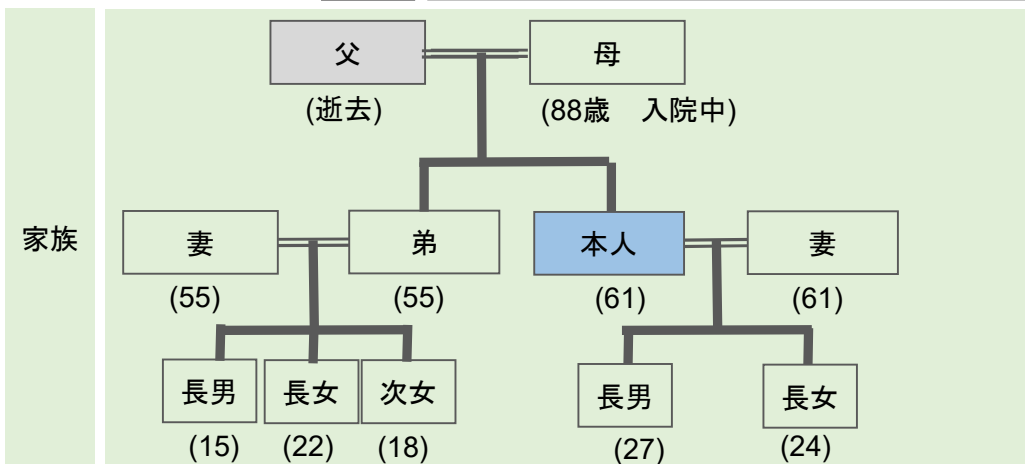 家族
父 母
(逝去) (88歳　入院中)
妻 弟 本人 妻
(55) (55) (61) (61)
長男 長女 次女 長男 長女
(15) (22) (18) (27) (24)